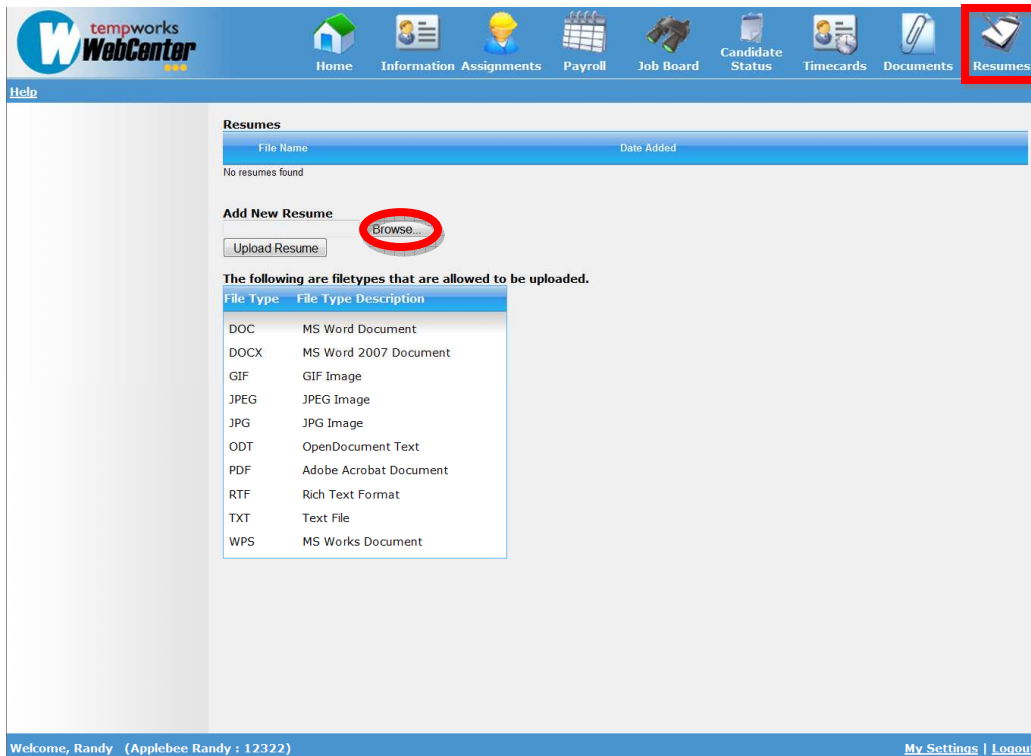 tempworks
WebCenter
Home Information Assignments Payroll Job Board Candidate Status Timecards Documents Resumes
Help
Resumes
File Name Date Added
No resumes found
Add New Resume
Browse...
Upload Resume
The following are filetypes that are allowed to be uploaded.
File Type File Type Description
DOC MS Word Document
DOCX MS Word 2007 Document
GIF GIF Image
JPEG JPEG Image
JPG JPG Image
ODT OpenDocument Text
PDF Adobe Acrobat Document
RTF Rich Text Format
TXT Text File
WPS MS Works Document
Welcome, Randy (Applebee Randy : 12322) My Settings | Logou